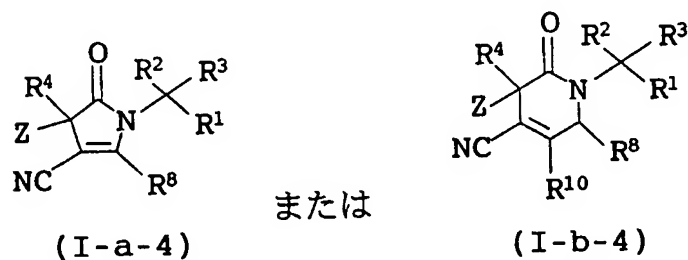 O R² R³
R⁴ N R¹
Z
NC R⁸
(I-a-4)
または
O R² R³
R⁴ N R¹
Z
NC R⁸
R¹⁰
(I-b-4)